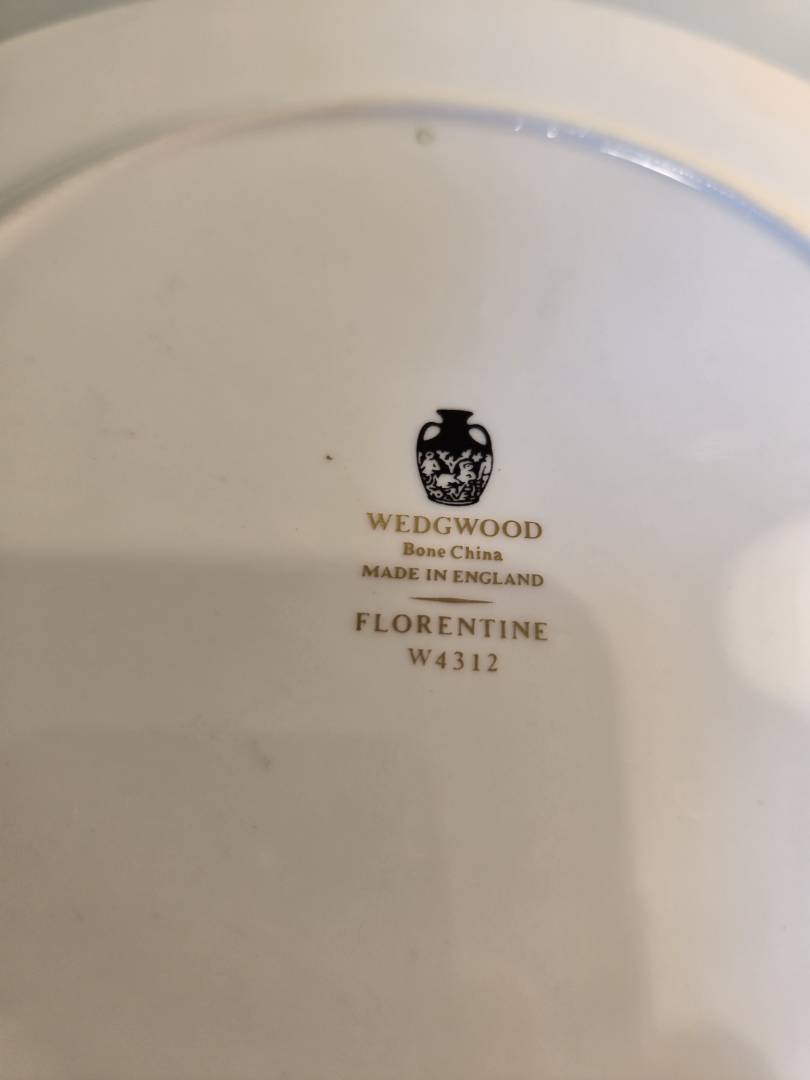 WEDGWOOD
Bone China
MADE IN ENGLAND
FLORENTINE
W4312